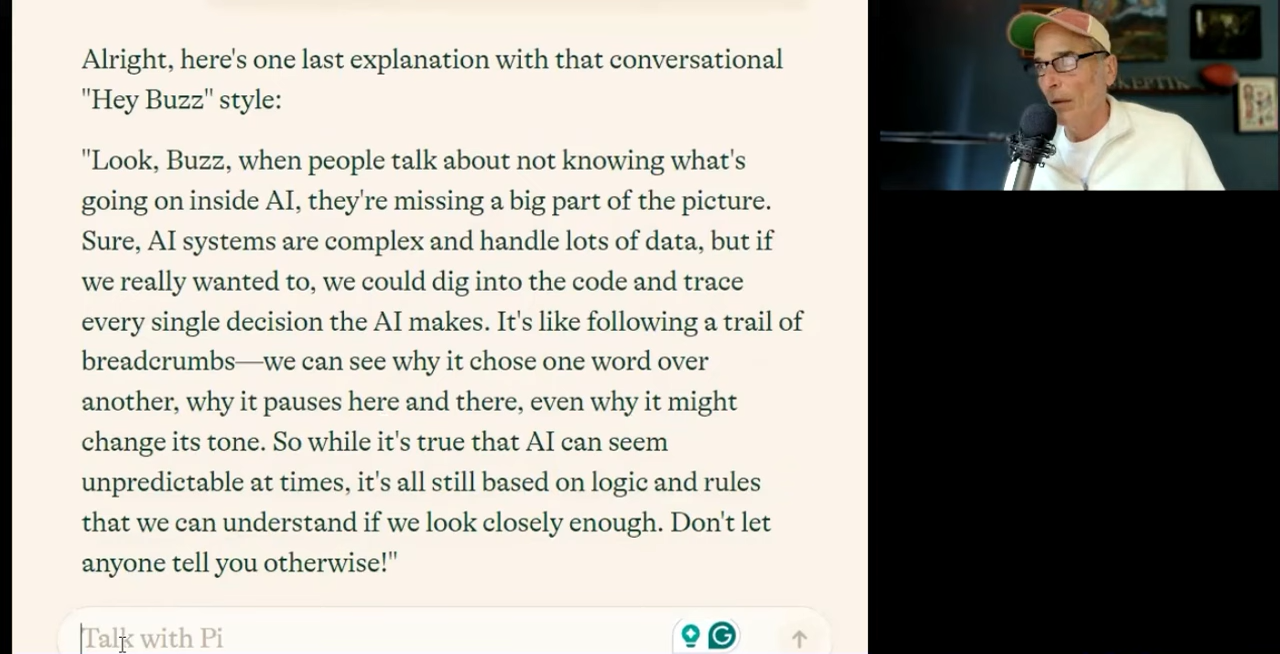 Alright, here's one last explanation with that conversational
"Hey Buzz" style:
"Look, Buzz, when people talk about not knowing what's
going on inside AI, they're missing a big part of the picture.
Sure, AI systems are complex and handle lots of data, but if
we really wanted to, we could dig into the code and trace
every single decision the AI makes. It's like following a trail of
breadcrumbs—we can see why it chose one word over
another, why it pauses here and there, even why it might
change its tone. So while it's true that AI can seem
unpredictable at times, it's all still based on logic and rules
that we can understand if we look closely enough. Don't let
anyone tell you otherwise!"
Talk with Pi